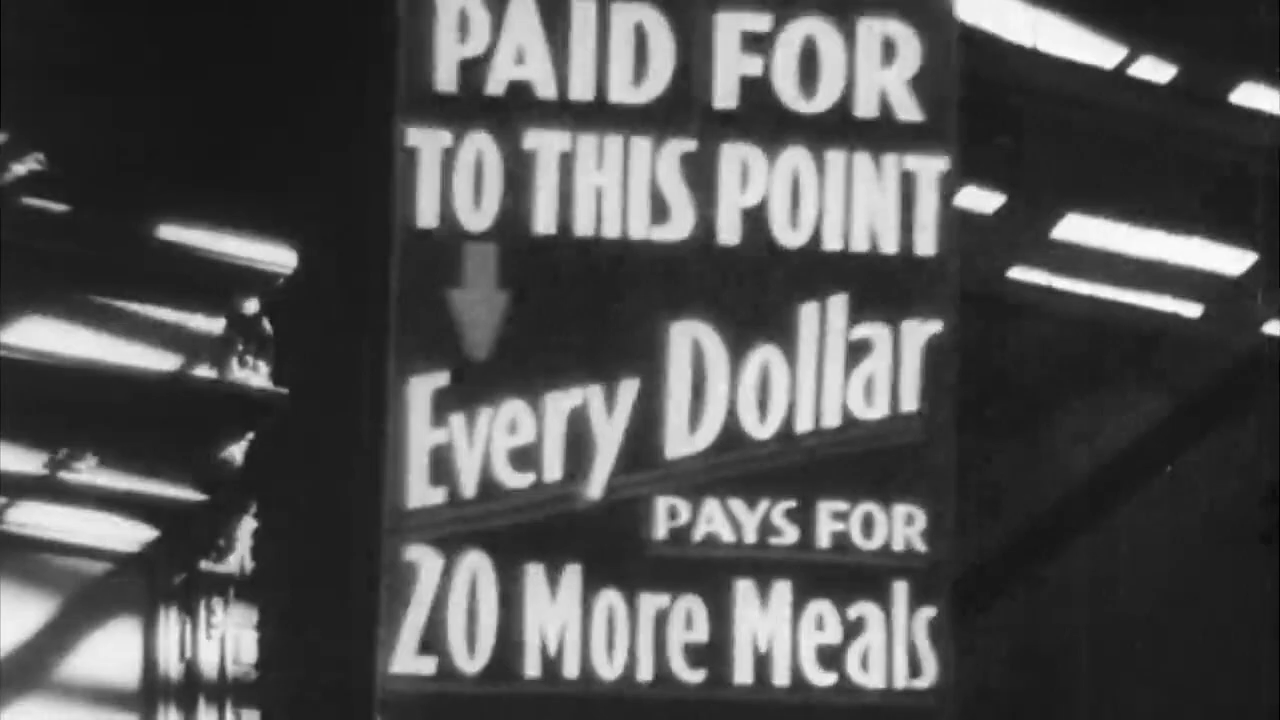 PAID FOR
TO THIS POINT
Every Dollar
PAYS FOR
20 More Meals